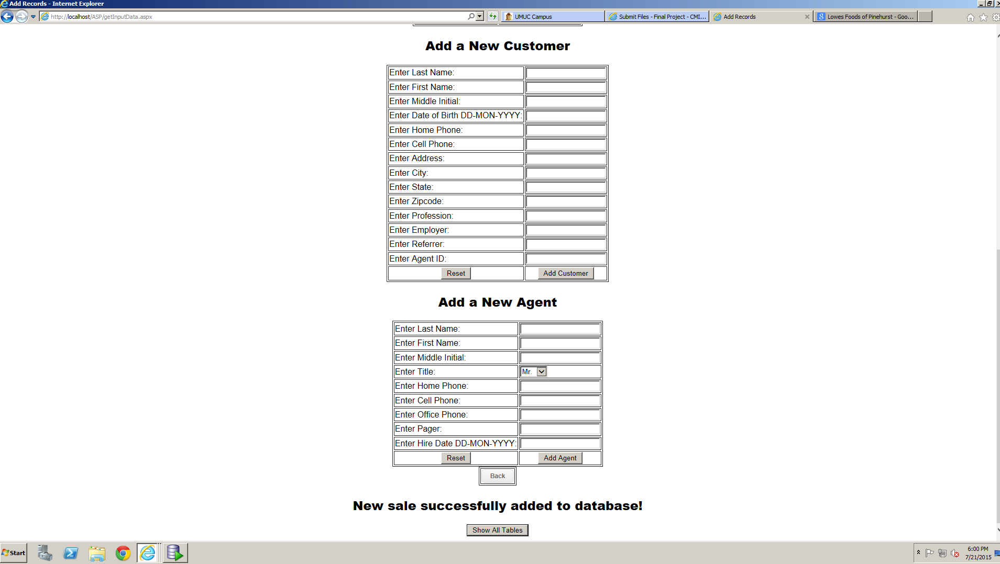 Add Records - Internet Explorer
http://localhost/ASP/getInputData.aspx
UMUC Campus
Submit Files - Final Project - CMI...
Add Records
Lowes Foods of Pinehurst - Goo...
Add a New Customer
Enter Last Name:
Enter First Name:
Enter Middle Initial:
Enter Date of Birth DD-MON-YYYY:
Enter Home Phone:
Enter Cell Phone:
Enter Address:
Enter City:
Enter State:
Enter Zipcode:
Enter Profession:
Enter Employer:
Enter Referrer:
Enter Agent ID:
Reset Add Customer
Add a New Agent
Enter Last Name:
Enter First Name:
Enter Middle Initial:
Enter Title: Mr.
Enter Home Phone:
Enter Cell Phone:
Enter Office Phone:
Enter Pager:
Enter Hire Date DD-MON-YYYY:
Reset Add Agent
Back
New sale successfully added to database!
Show All Tables
Start
6:00 PM
7/21/2015